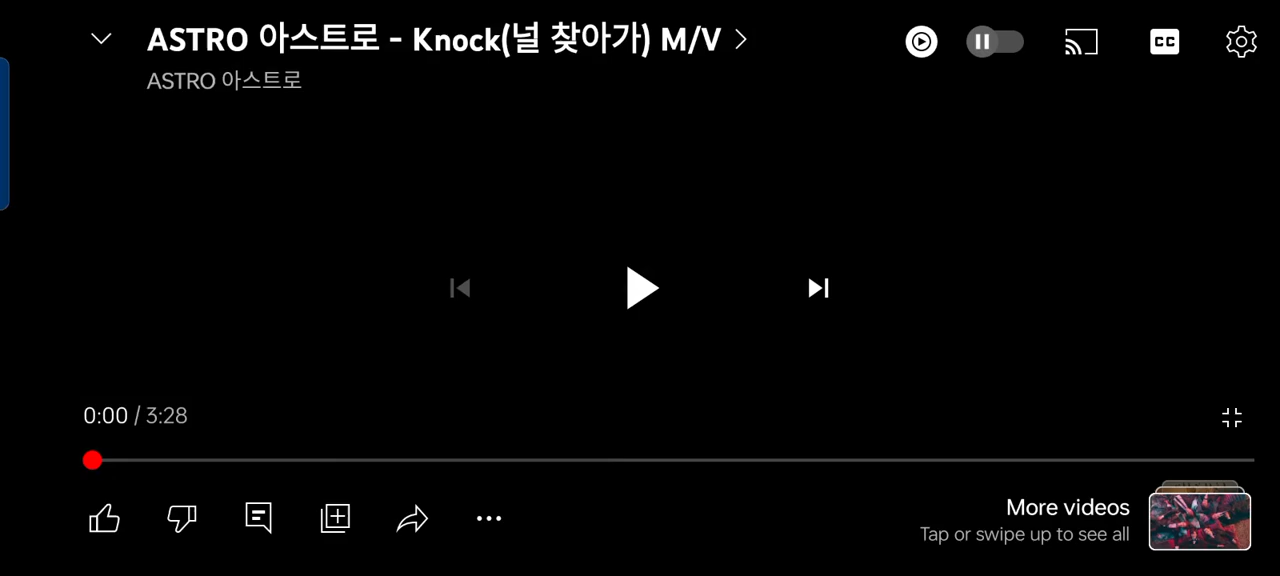 ASTRO 아스트로 - Knock(널 찾아가) M/V
ASTRO 아스트로
CC
0:00 / 3:28
More videos
Tap or swipe up to see all